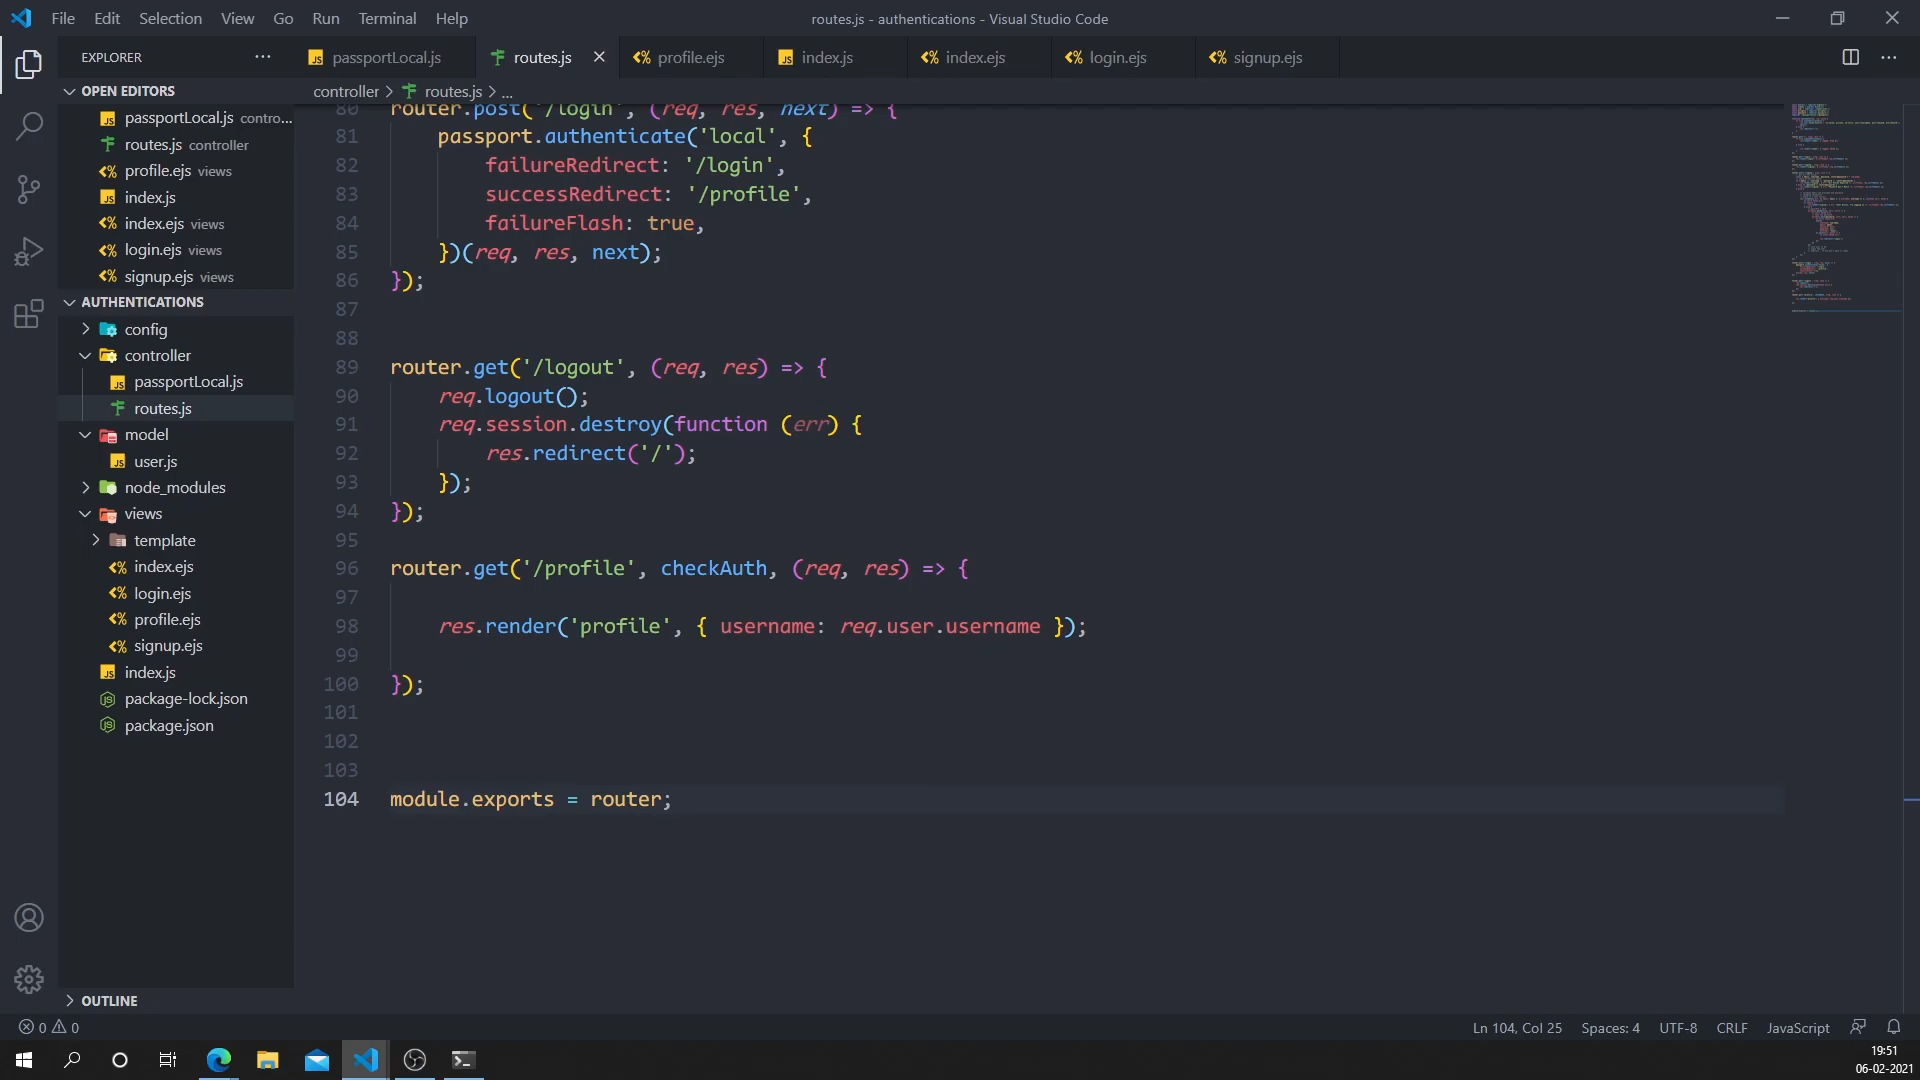 File Edit Selection View Go Run Terminal Help
routes.js - authentications - Visual Studio Code
EXPLORER
passportLocal.js
routes.js
profile.ejs
index.js
index.ejs
login.ejs
signup.ejs
controller > routes.js > ...
OPEN EDITORS
passportLocal.js contro...
routes.js controller
profile.ejs views
index.js
index.ejs views
login.ejs views
signup.ejs views
AUTHENTICATIONS
config
controller
passportLocal.js
routes.js
model
user.js
node_modules
views
template
index.ejs
login.ejs
profile.ejs
signup.ejs
index.js
package-lock.json
package.json
OUTLINE
80 router.post('/login', (req, res, next) => {
81 passport.authenticate('local', {
82 failureRedirect: '/login',
83 successRedirect: '/profile',
84 failureFlash: true,
85 })(req, res, next);
86 });
87
88
89 router.get('/logout', (req, res) => {
90 req.logout();
91 req.session.destroy(function (err) {
92 res.redirect('/');
93 });
94 });
95
96 router.get('/profile', checkAuth, (req, res) => {
97
98 res.render('profile', { username: req.user.username });
99
100 });
101
102
103
104 module.exports = router;
0 0
Ln 104, Col 25 Spaces: 4 UTF-8 CRLF JavaScript
19:51
06-02-2021